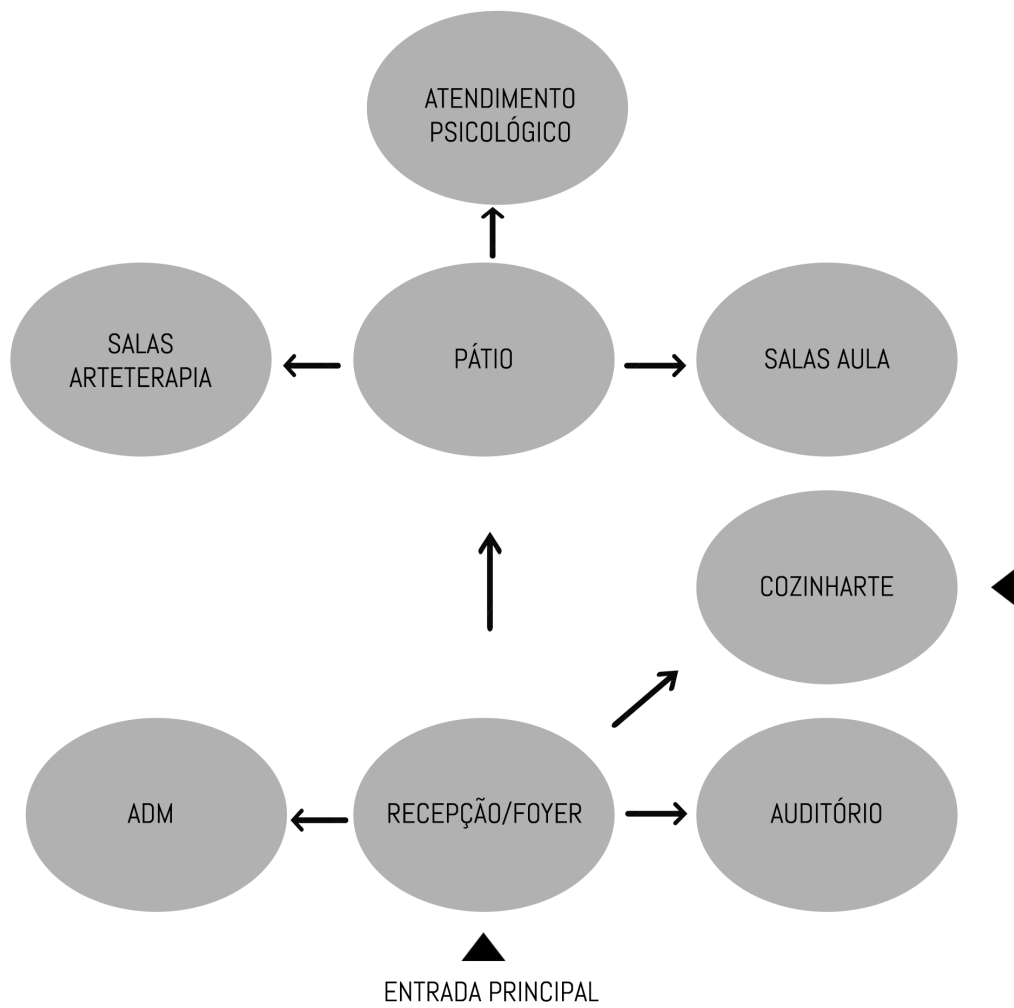 ATENDIMENTO
PSICOLÓGICO
SALAS
ARTETERAPIA
PÁTIO
SALAS AULA
COZINHARTE
ADM
RECEPÇÃO/FOYER
AUDITÓRIO
ENTRADA PRINCIPAL